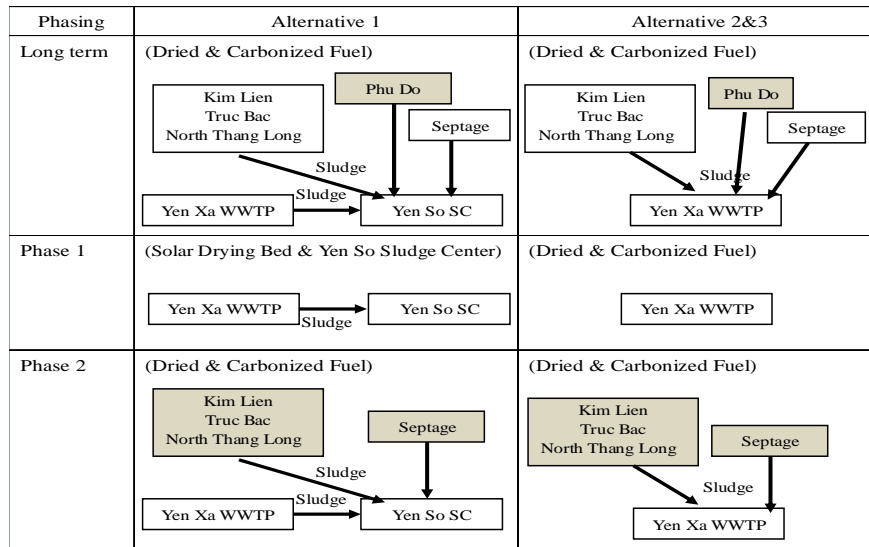 Phasing
Alternative 1
Alternative 2&3
Long term
(Dried & Carbonized Fuel)
Kim Lien
Truc Bac
North Thang Long
Phu Do
Septage
Sludge
Sludge
Yen Xa WWTP
Yen So SC
(Dried & Carbonized Fuel)
Kim Lien
Truc Bac
North Thang Long
Phu Do
Septage
Sludge
Yen Xa WWTP
Phase 1
(Solar Drying Bed & Yen So Sludge Center)
Yen Xa WWTP
Sludge
Yen So SC
(Dried & Carbonized Fuel)
Yen Xa WWTP
Phase 2
(Dried & Carbonized Fuel)
Kim Lien
Truc Bac
North Thang Long
Septage
Sludge
Sludge
Yen Xa WWTP
Yen So SC
(Dried & Carbonized Fuel)
Kim Lien
Truc Bac
North Thang Long
Septage
Sludge
Yen Xa WWTP